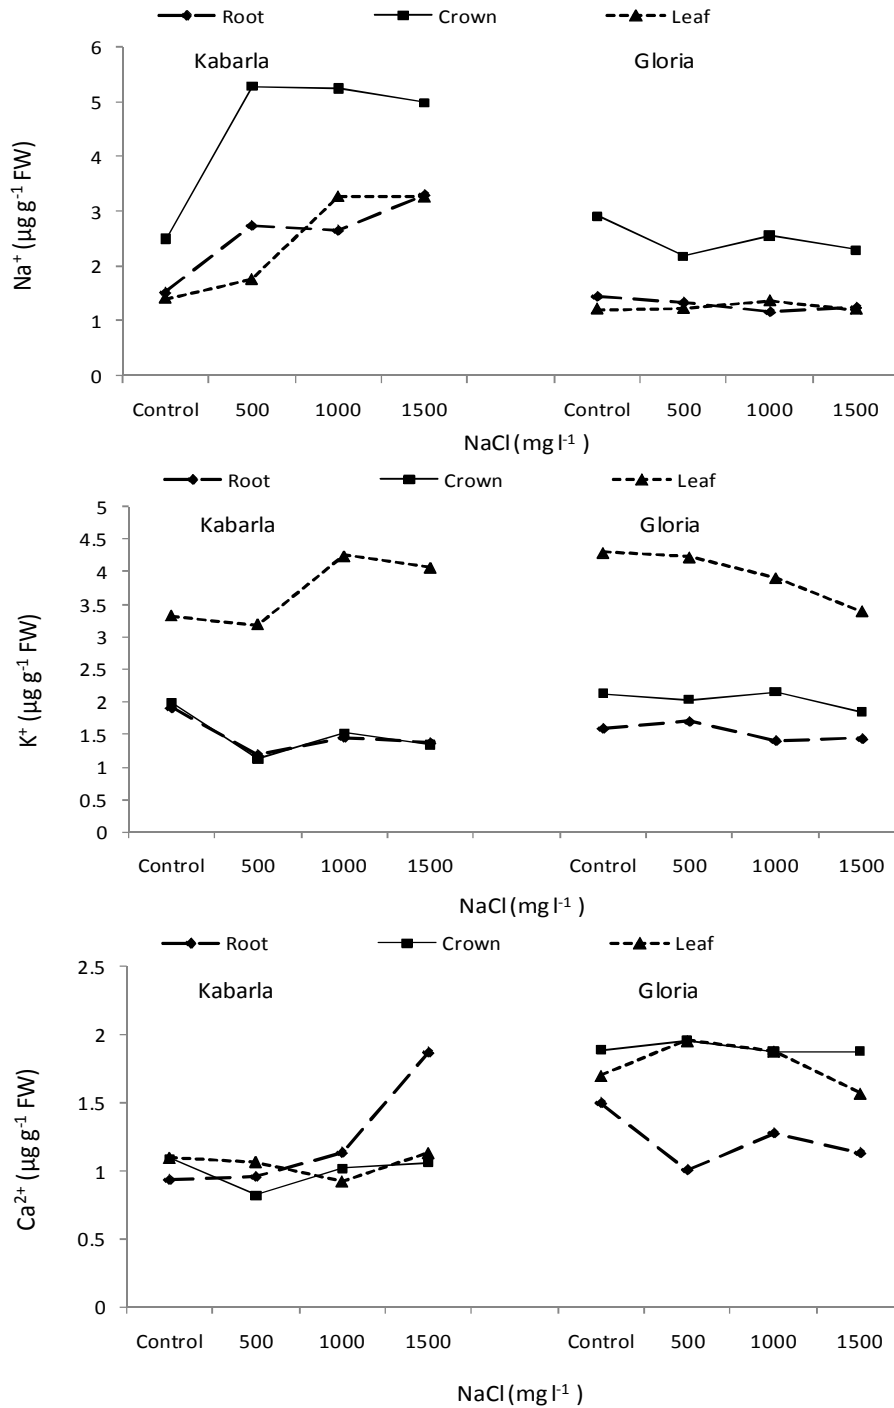 Root Crown Leaf
Kabarla Gloria
6
5
4
3
2
1
0
Na⁺ (µg g⁻¹ FW)
Control 500 1000 1500 Control 500 1000 1500
NaCl (mg l⁻¹ )
Root Crown Leaf
Kabarla Gloria
5
4.5
4
3.5
3
2.5
2
1.5
1
0.5
0
K⁺ (µg g⁻¹ FW)
Control 500 1000 1500 Control 500 1000 1500
NaCl (mg l⁻¹ )
Root Crown Leaf
Kabarla Gloria
2.5
2
1.5
1
0.5
0
Ca²⁺ (µg g⁻¹ FW)
Control 500 1000 1500 Control 500 1000 1500
NaCl (mg l⁻¹ )